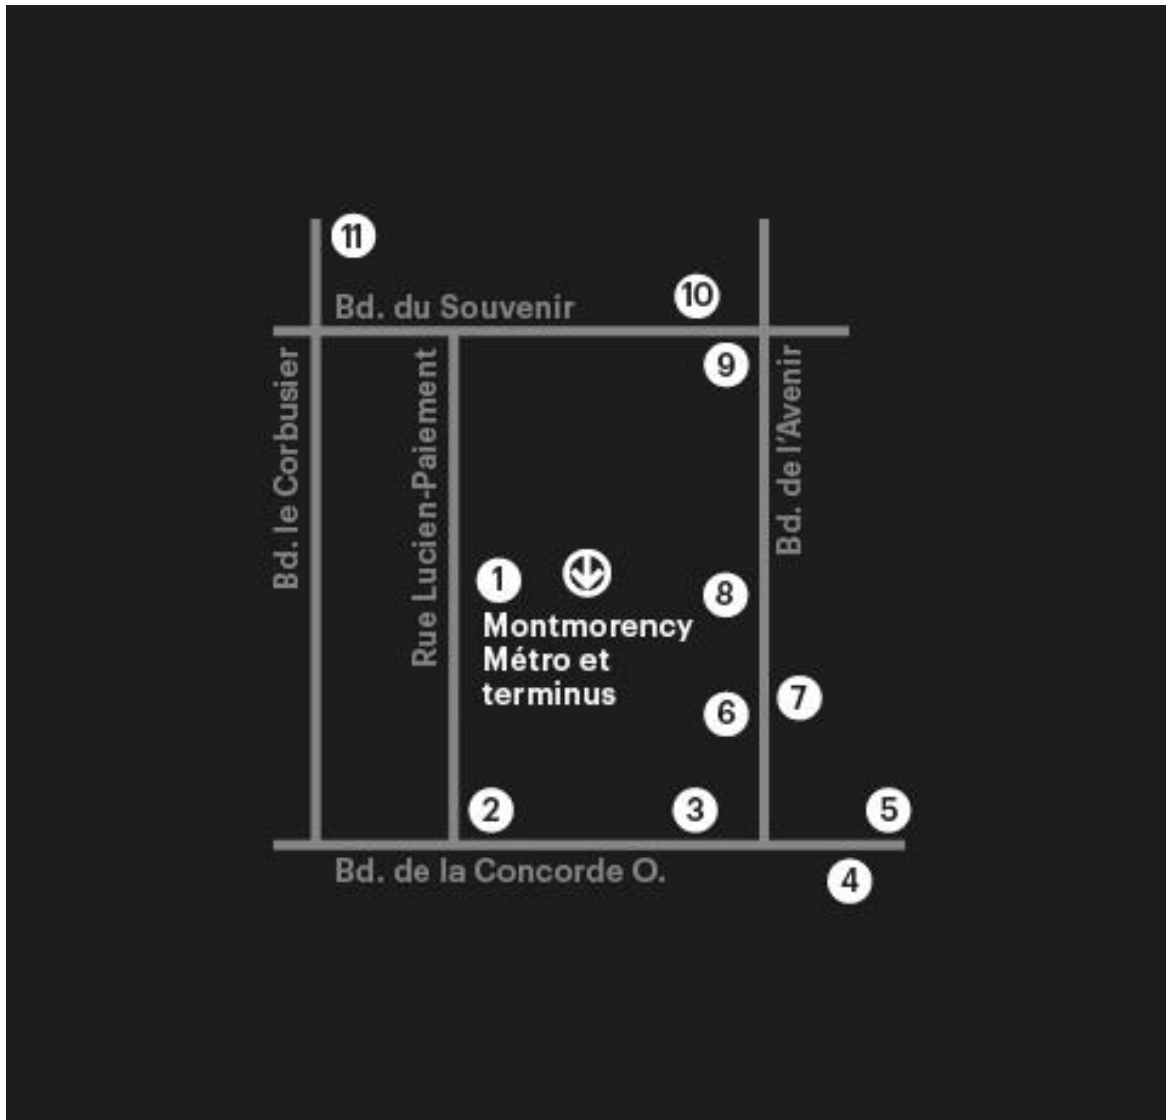 11
10
Bd. du Souvenir
9
Bd. le Corbusier
Rue Lucien-Paiement
Bd. de l'Avenir
1
8
Montmorency
Métro et
terminus
7
6
2
3
5
Bd. de la Concorde O.
4